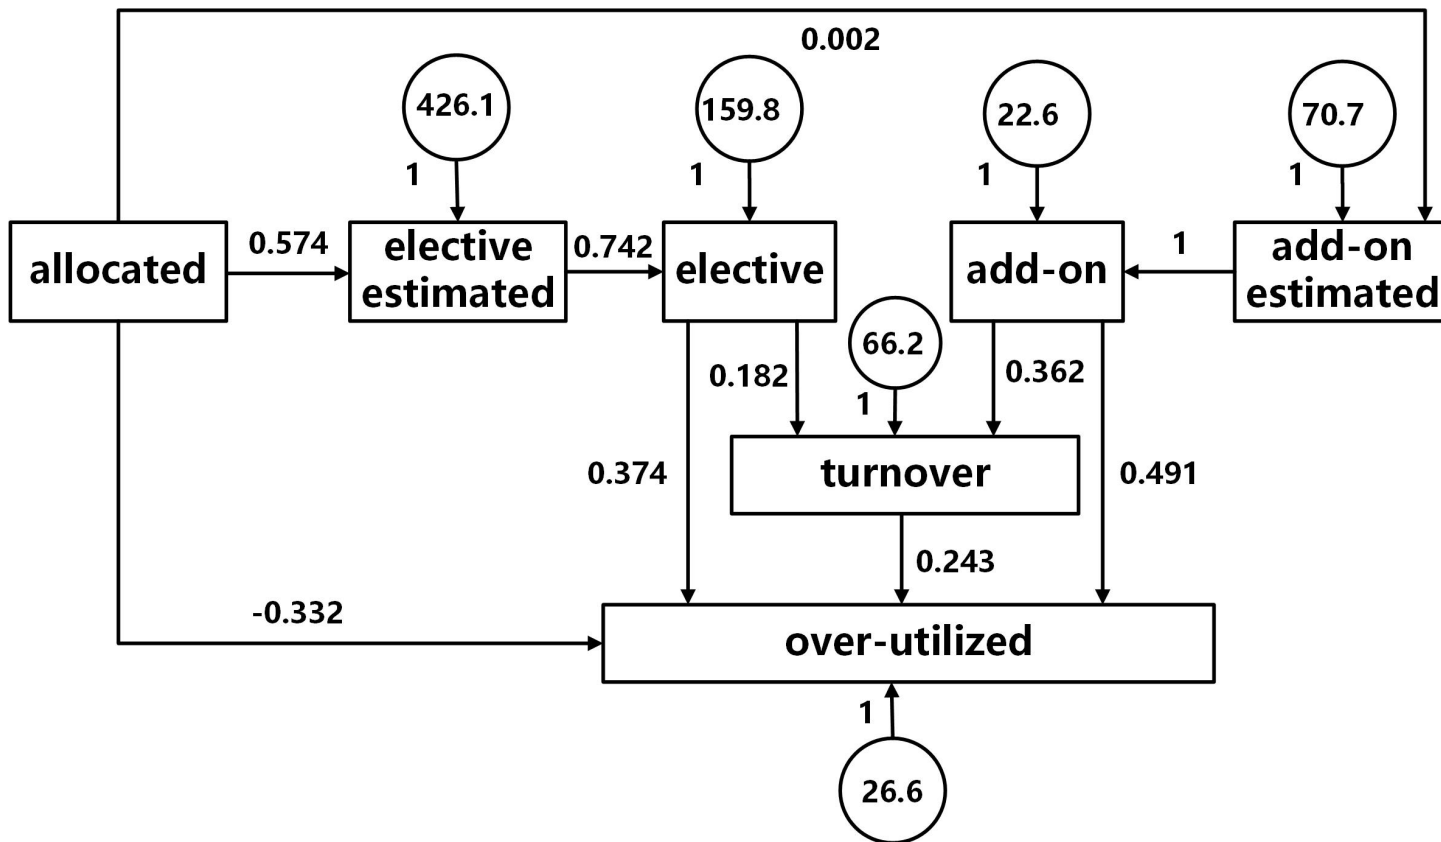 0.002
426.1
159.8
22.6
70.7
1
1
1
1
allocated
0.574
elective
estimated
0.742
elective
add-on
1
add-on
estimated
66.2
1
0.182
0.362
0.374
turnover
0.491
0.243
-0.332
over-utilized
1
26.6